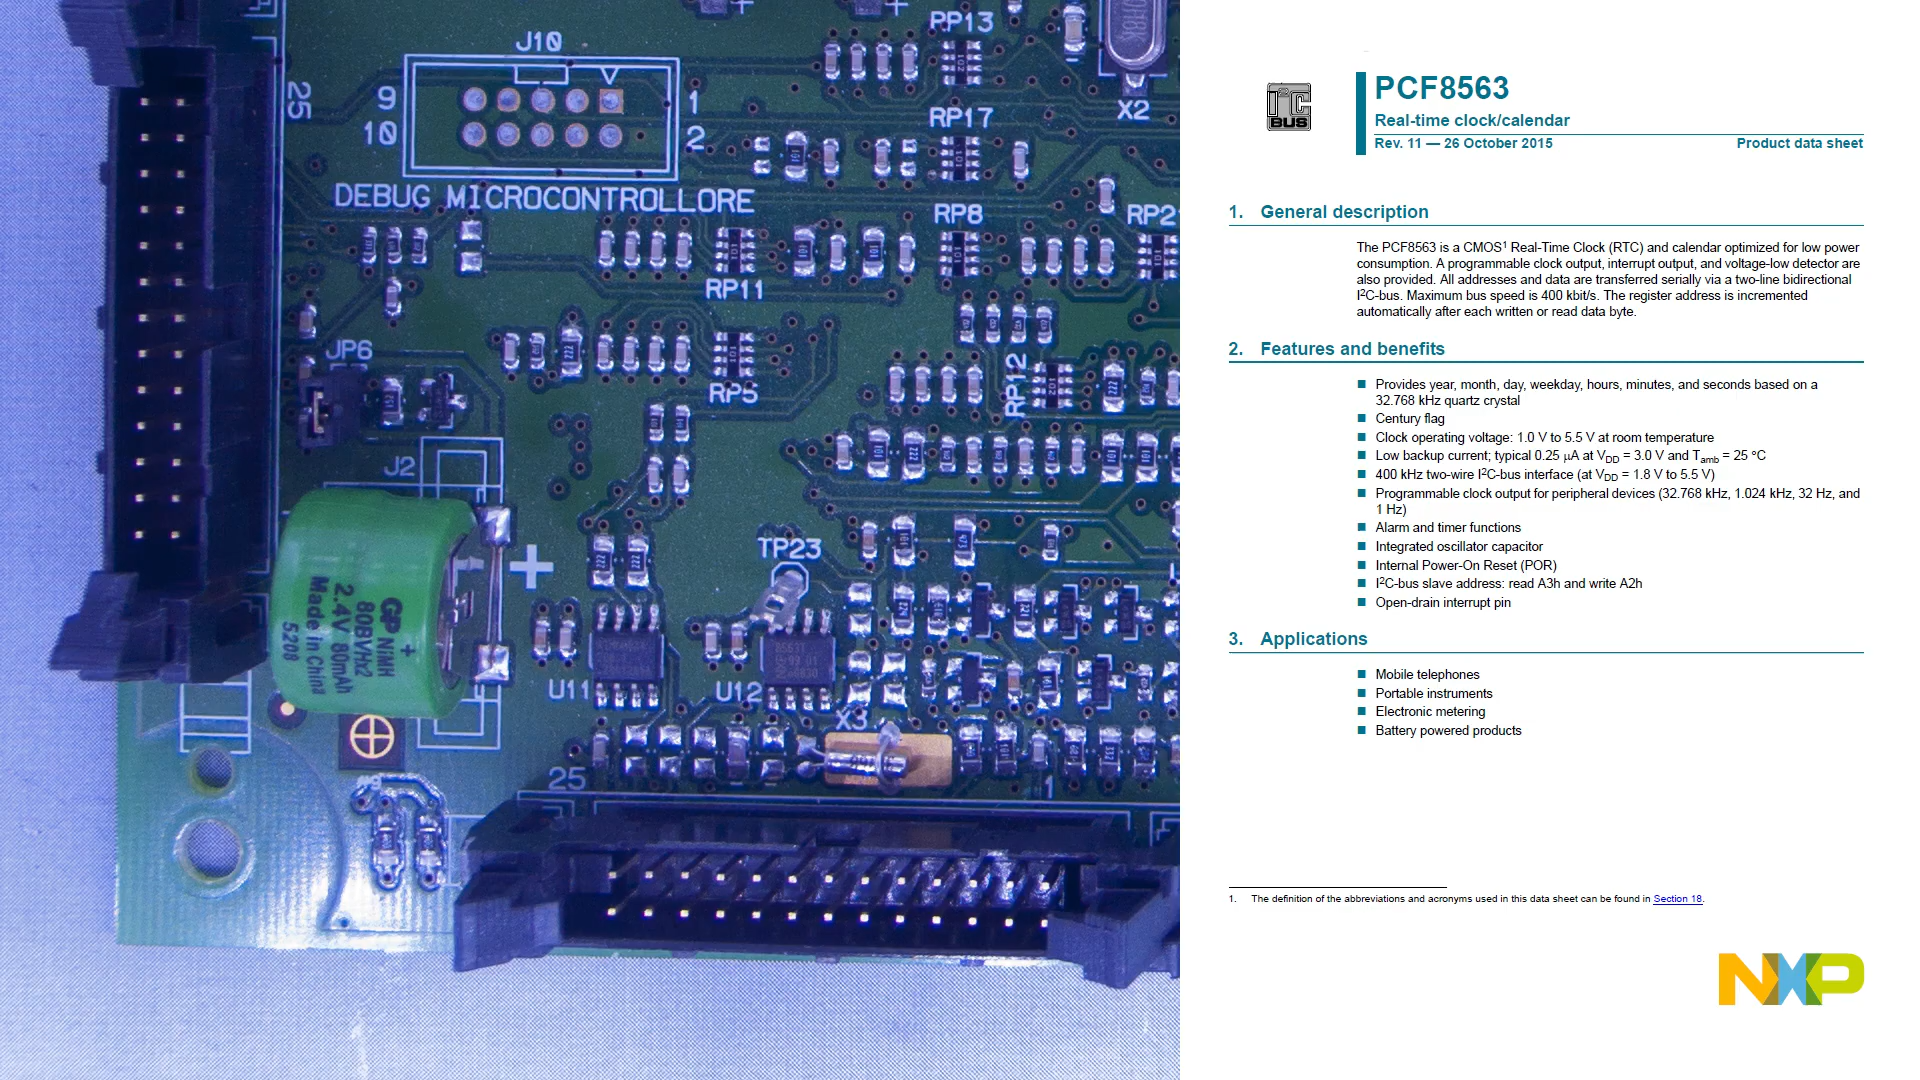 J10
25
9
1
10
2
DEBUG MICROCONTROLLORE
RP13
X2
RP17
RP8
RP11
JP6
RP5
RP12
J2
+
TP23
GP NIMH
80BVH2
2.4V 80mAh
Made in China
5208
U11
U12
X3
25
1
I²C
BUS
PCF8563
Real-time clock/calendar
Rev. 11 — 26 October 2015 Product data sheet
1. General description
The PCF8563 is a CMOS¹ Real-Time Clock (RTC) and calendar optimized for low power
consumption. A programmable clock output, interrupt output, and voltage-low detector are
also provided. All addresses and data are transferred serially via a two-line bidirectional
I²C-bus. Maximum bus speed is 400 kbit/s. The register address is incremented
automatically after each written or read data byte.
2. Features and benefits
■ Provides year, month, day, weekday, hours, minutes, and seconds based on a
32.768 kHz quartz crystal
■ Century flag
■ Clock operating voltage: 1.0 V to 5.5 V at room temperature
■ Low backup current; typical 0.25 μA at VDD = 3.0 V and Tamb = 25 °C
■ 400 kHz two-wire I²C-bus interface (at VDD = 1.8 V to 5.5 V)
■ Programmable clock output for peripheral devices (32.768 kHz, 1.024 kHz, 32 Hz, and
1 Hz)
■ Alarm and timer functions
■ Integrated oscillator capacitor
■ Internal Power-On Reset (POR)
■ I²C-bus slave address: read A3h and write A2h
■ Open-drain interrupt pin
3. Applications
■ Mobile telephones
■ Portable instruments
■ Electronic metering
■ Battery powered products
1. The definition of the abbreviations and acronyms used in this data sheet can be found in Section 18.
NXP